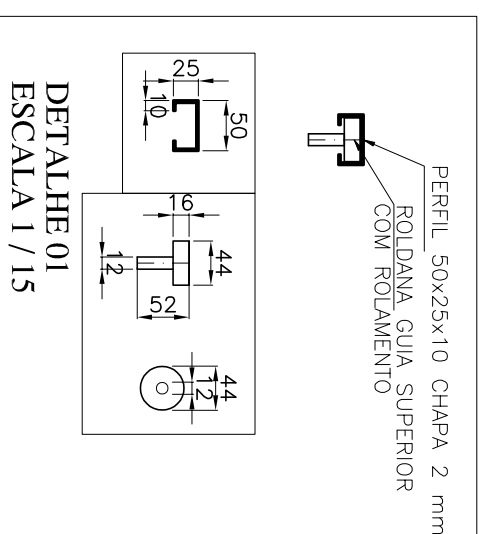 PERFIL 50x25x10 CHAPA 2 mm
ROLDANA GUIA SUPERIOR
COM ROLAMENTO
50
25
10
44
16
52
12
44
12
DETALHE 01
ESCALA 1 / 15